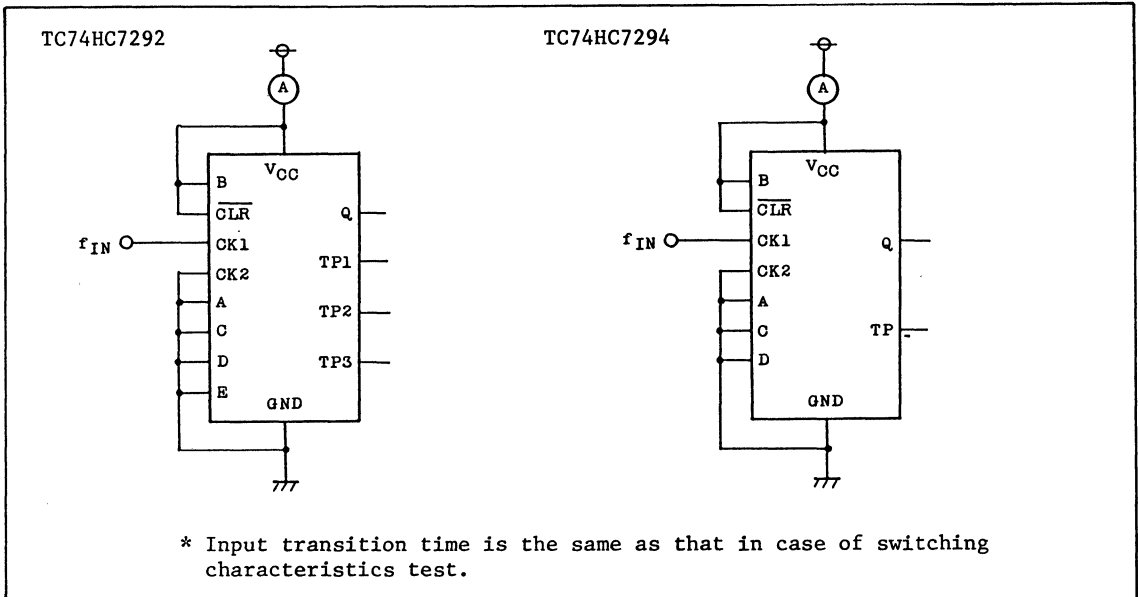 TC74HC7292
A
VCC
B
CLR
fIN
CK1
CK2
A
C
D
E
Q
TP1
TP2
TP3
GND
TC74HC7294
A
VCC
B
CLR
fIN
CK1
CK2
A
C
D
Q
TP
GND
* Input transition time is the same as that in case of switching
characteristics test.